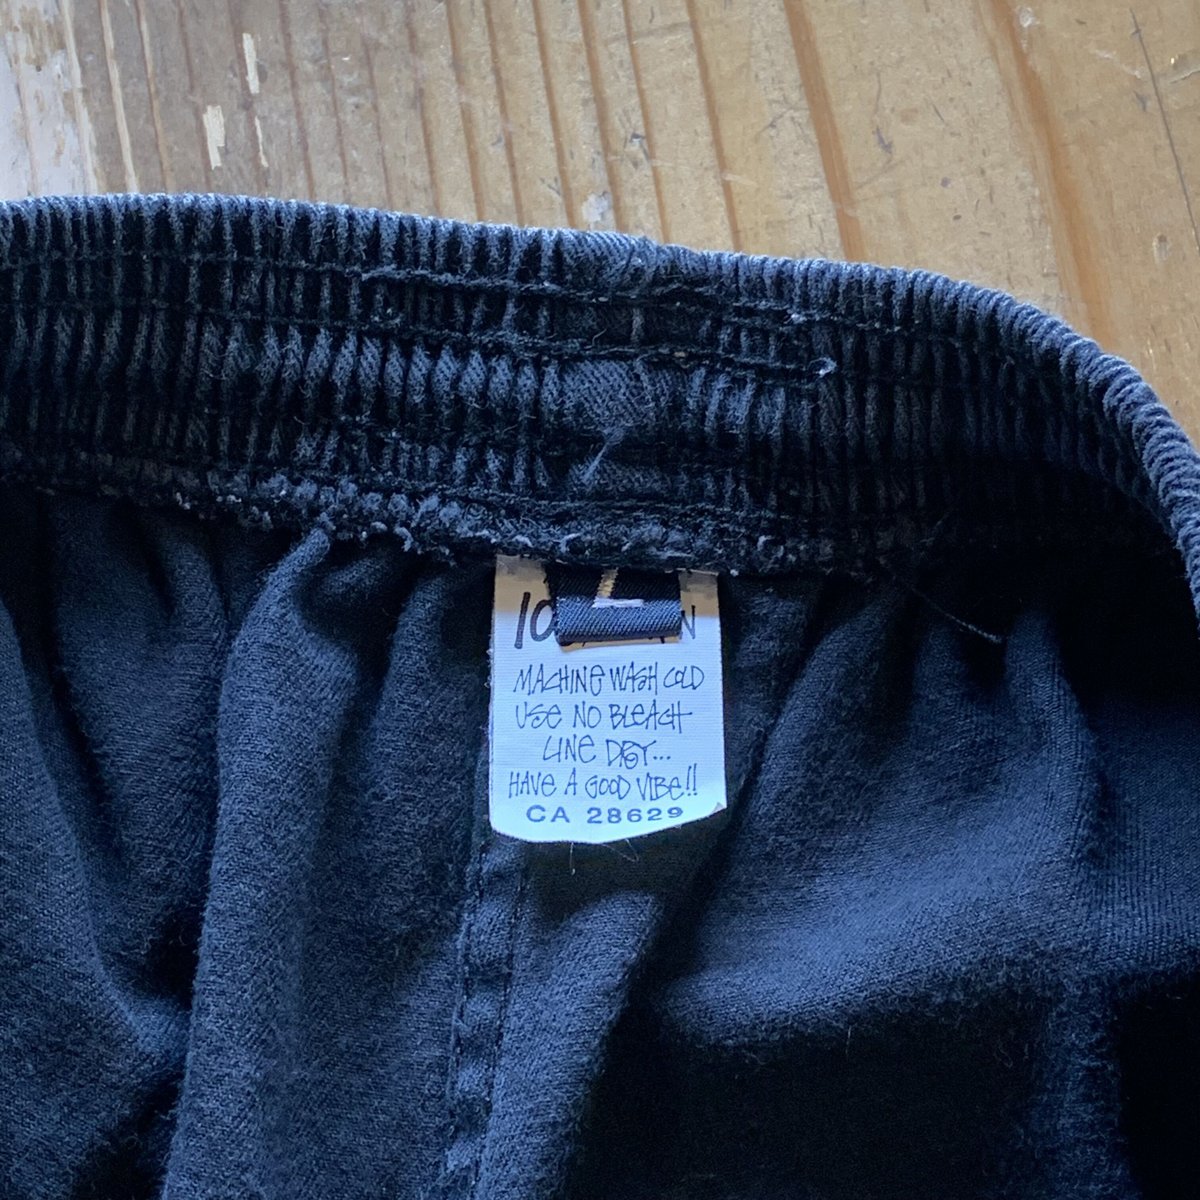 MACHINE WASH COLD
USE NO BLEACH
LINE DRY...
HAVE A GOOD VIBE!!
CA 28629